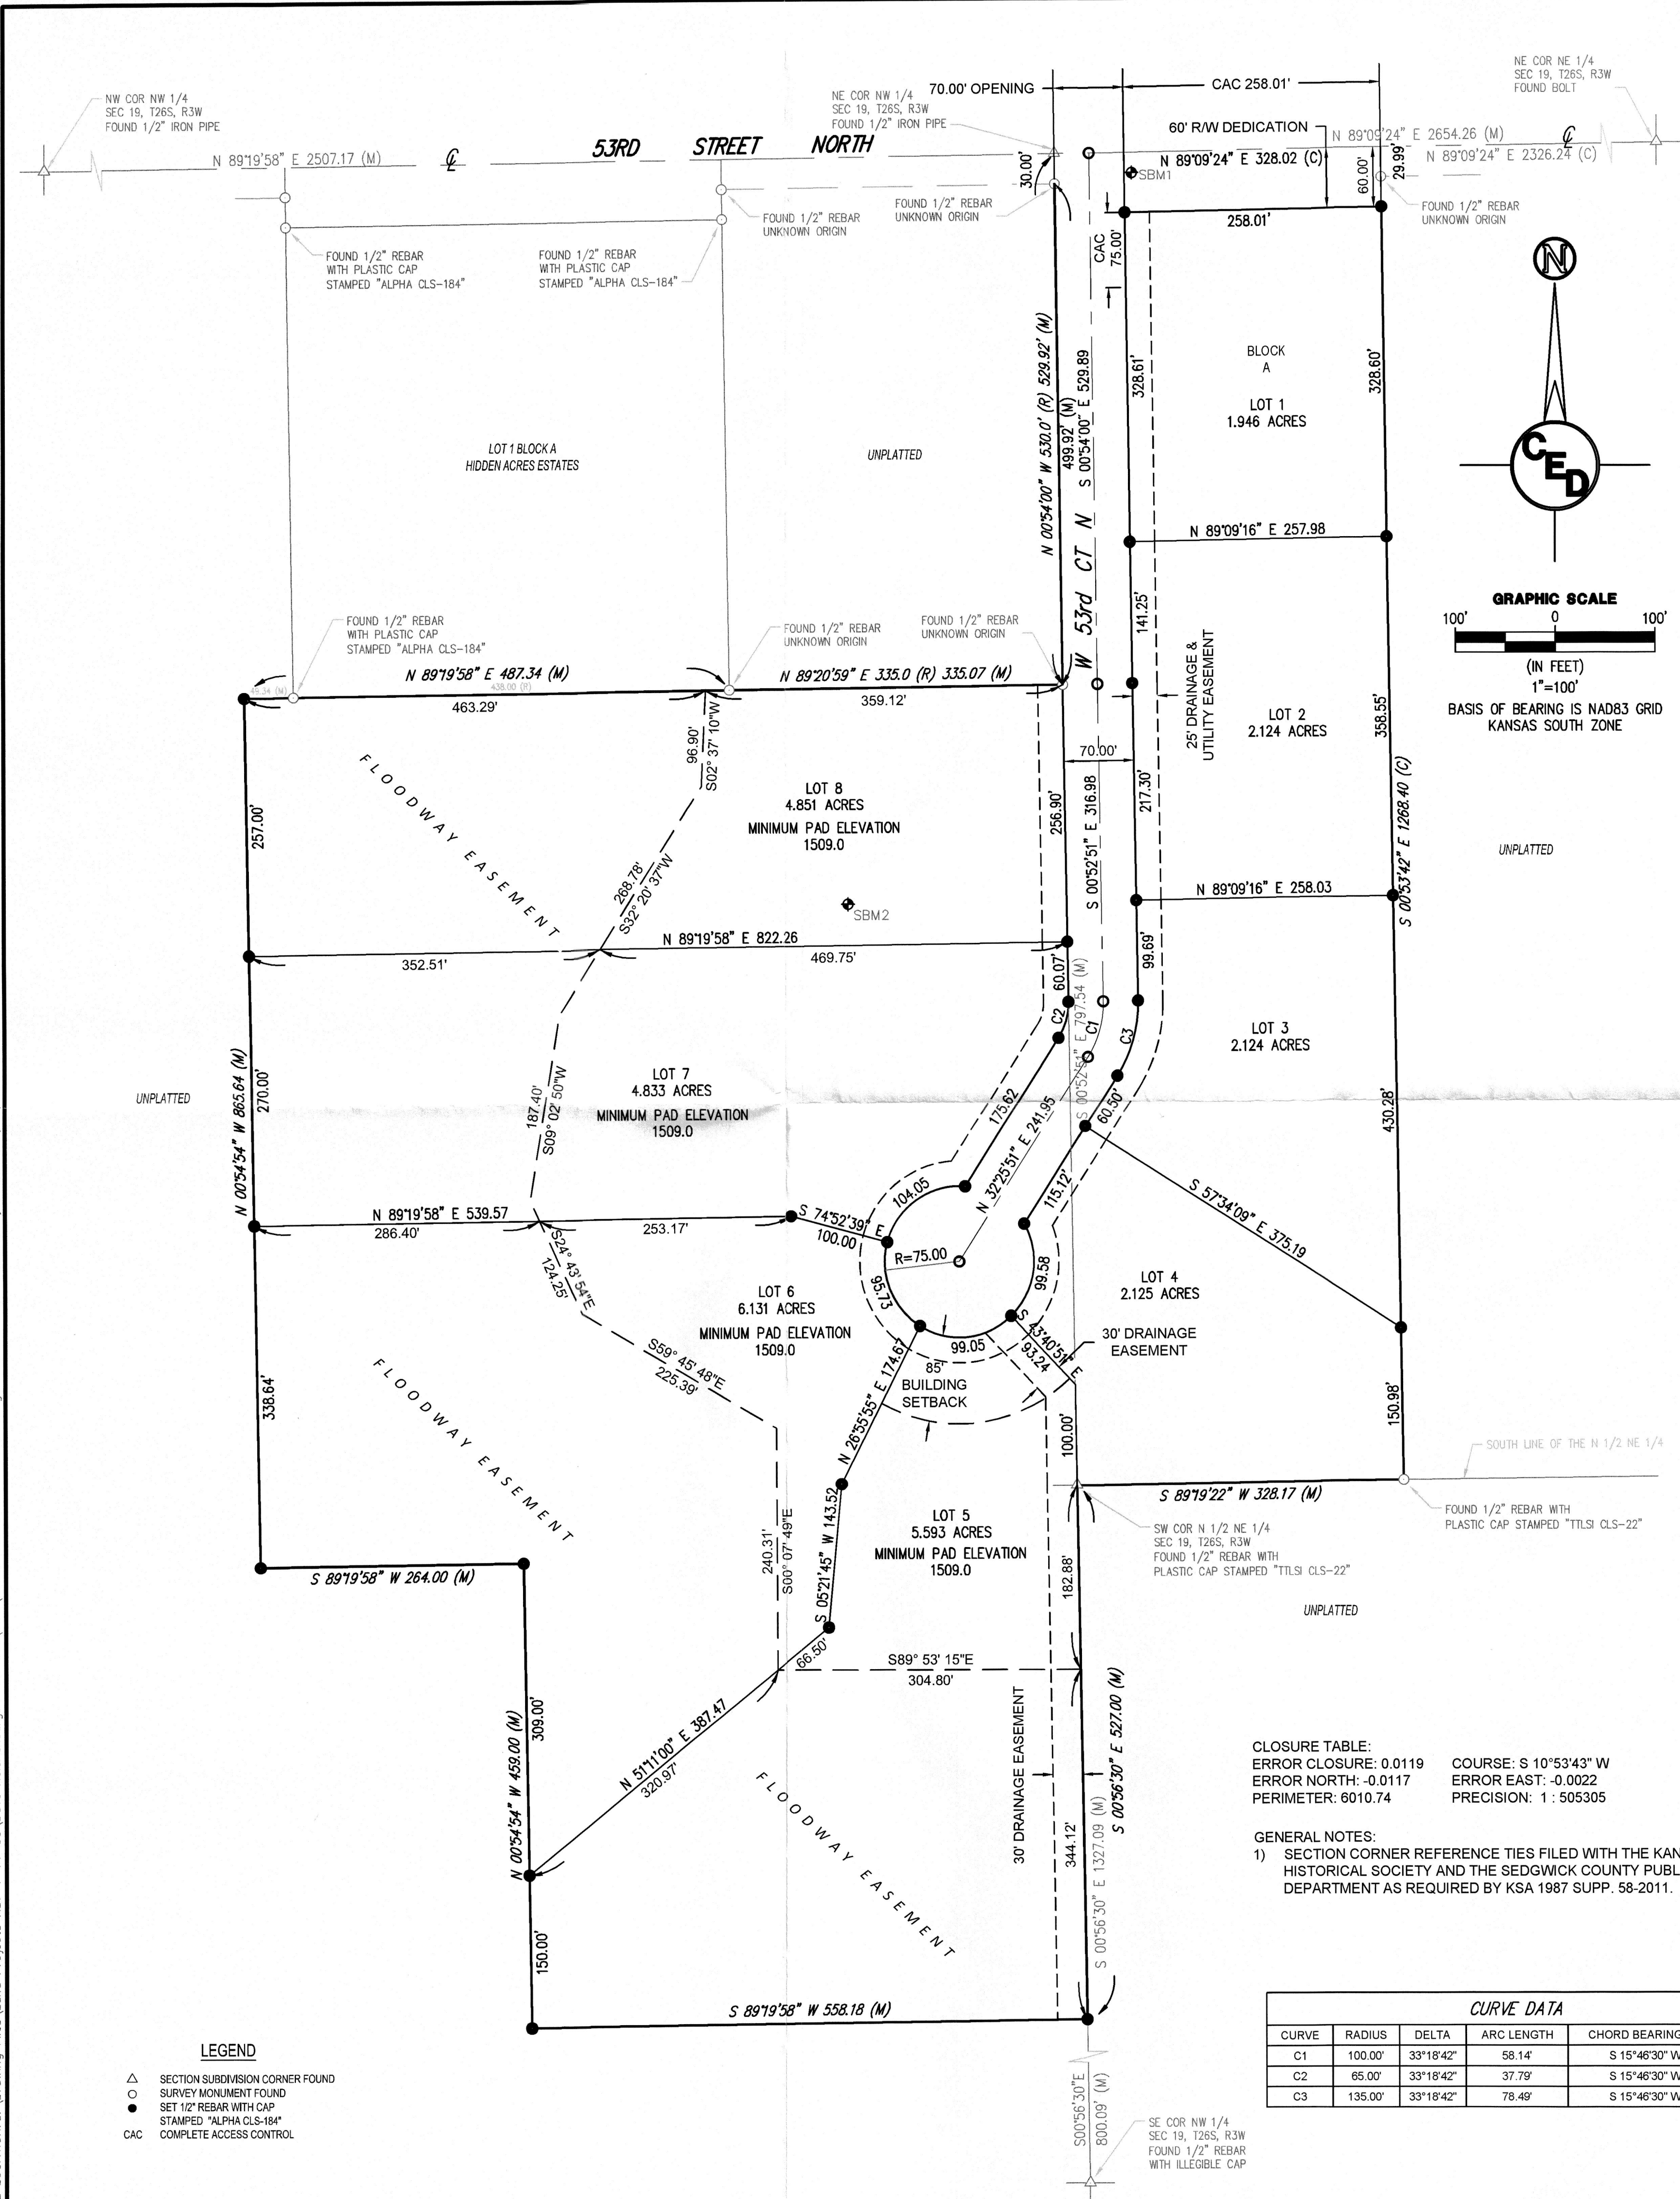 NW COR NW 1/4
SEC 19, T26S, R3W
FOUND 1/2" IRON PIPE
NE COR NW 1/4
SEC 19, T26S, R3W
FOUND 1/2" IRON PIPE
70.00' OPENING
CAC 258.01'
NE COR NE 1/4
SEC 19, T26S, R3W
FOUND BOLT
N 89°19'58" E 2507.17 (M)
53RD STREET NORTH
60' R/W DEDICATION
N 89°09'24" E 2654.26 (M)
N 89°09'24" E 328.02 (C)
N 89°09'24" E 2326.24 (C)
30.00'
SBM1
60.00'
29.99'
FOUND 1/2" REBAR
UNKNOWN ORIGIN
FOUND 1/2" REBAR
UNKNOWN ORIGIN
FOUND 1/2" REBAR
UNKNOWN ORIGIN
258.01'
CAC
75.00'
FOUND 1/2" REBAR
WITH PLASTIC CAP
STAMPED "ALPHA CLS-184"
FOUND 1/2" REBAR
WITH PLASTIC CAP
STAMPED "ALPHA CLS-184"
N
LOT 1 BLOCK A
HIDDEN ACRES ESTATES
UNPLATTED
N 00°54'00" W 530.0' (R) 529.92' (M)
499.92' (M)
S 00°54'00" E 529.89
W 53rd CT N
328.61'
BLOCK
A
LOT 1
1.946 ACRES
328.60'
CED
N 89°09'16" E 257.98
GRAPHIC SCALE
100' 0 100'
(IN FEET)
1"=100'
BASIS OF BEARING IS NAD83 GRID
KANSAS SOUTH ZONE
FOUND 1/2" REBAR
WITH PLASTIC CAP
STAMPED "ALPHA CLS-184"
FOUND 1/2" REBAR
UNKNOWN ORIGIN
FOUND 1/2" REBAR
UNKNOWN ORIGIN
141.25'
25' DRAINAGE &
UTILITY EASEMENT
N 89°19'58" E 487.34 (M)
N 89°20'59" E 335.0 (R) 335.07 (M)
49.34 (M)
438.00 (R)
463.29'
359.12'
LOT 2
2.124 ACRES
358.55'
S 00°53'42" E 1268.40 (C)
96.90'
S02° 37' 10"W
70.00'
FLOODWAY EASEMENT
LOT 8
4.851 ACRES
MINIMUM PAD ELEVATION
1509.0
257.00'
256.90'
S 00°52'51" E 316.98
217.30'
UNPLATTED
268.78'
S32° 20' 37"W
SBM2
N 89°09'16" E 258.03
N 89°19'58" E 822.26
352.51'
469.75'
60.07'
99.69'
C2
C1
C3
S 00°52'51" E 797.54 (M)
LOT 3
2.124 ACRES
UNPLATTED
N 00°54'54" W 865.64 (M)
270.00'
187.40'
S09° 02' 50"W
LOT 7
4.833 ACRES
MINIMUM PAD ELEVATION
1509.0
175.62
N 32°25'51" E 241.95
60.50'
430.28'
104.05
115.12'
S 57°34'09" E 375.19
N 89°19'58" E 539.57
286.40'
253.17'
S 74°52'39" E
100.00
R=75.00
S24° 43' 54"E
124.25'
LOT 6
6.131 ACRES
MINIMUM PAD ELEVATION
1509.0
95.73
99.58
LOT 4
2.125 ACRES
99.05
S 43°40'51" E
93.24
30' DRAINAGE
EASEMENT
S59° 45' 48"E
225.39'
85'
BUILDING
SETBACK
FLOODWAY EASEMENT
338.64'
N 26°55'55" E 174.67
100.00'
150.98'
SOUTH LINE OF THE N 1/2 NE 1/4
S 89°19'22" W 328.17 (M)
FOUND 1/2" REBAR WITH
PLASTIC CAP STAMPED "TTLSI CLS-22"
SW COR N 1/2 NE 1/4
SEC 19, T26S, R3W
FOUND 1/2" REBAR WITH
PLASTIC CAP STAMPED "TTLSI CLS-22"
240.31'
S00° 07' 49"E
S 05°21'45" W 143.52
LOT 5
5.593 ACRES
MINIMUM PAD ELEVATION
1509.0
182.88'
S 89°19'58" W 264.00 (M)
UNPLATTED
66.50'
S89° 53' 15"E
304.80'
N 00°54'54" W 459.00 (M)
309.00'
N 51°11'00" E 387.47
320.97'
30' DRAINAGE EASEMENT
S 00°56'30" E 527.00 (M)
344.12'
S 00°56'30" E 1327.09 (M)
FLOODWAY EASEMENT
CLOSURE TABLE:
ERROR CLOSURE: 0.0119 COURSE: S 10°53'43" W
ERROR NORTH: -0.0117 ERROR EAST: -0.0022
PERIMETER: 6010.74 PRECISION: 1 : 505305
GENERAL NOTES:
1) SECTION CORNER REFERENCE TIES FILED WITH THE KAN
HISTORICAL SOCIETY AND THE SEDGWICK COUNTY PUBL
DEPARTMENT AS REQUIRED BY KSA 1987 SUPP. 58-2011.
150.00'
S 89°19'58" W 558.18 (M)
CURVE DATA
CURVE RADIUS DELTA ARC LENGTH CHORD BEARING
C1 100.00' 33°18'42" 58.14' S 15°46'30" W
C2 65.00' 33°18'42" 37.79' S 15°46'30" W
C3 135.00' 33°18'42" 78.49' S 15°46'30" W
LEGEND
SECTION SUBDIVISION CORNER FOUND
SURVEY MONUMENT FOUND
SET 1/2" REBAR WITH CAP
STAMPED "ALPHA CLS-184"
CAC COMPLETE ACCESS CONTROL
S00°56'30"E
800.09' (M)
SE COR NW 1/4
SEC 19, T26S, R3W
FOUND 1/2" REBAR
WITH ILLEGIBLE CAP